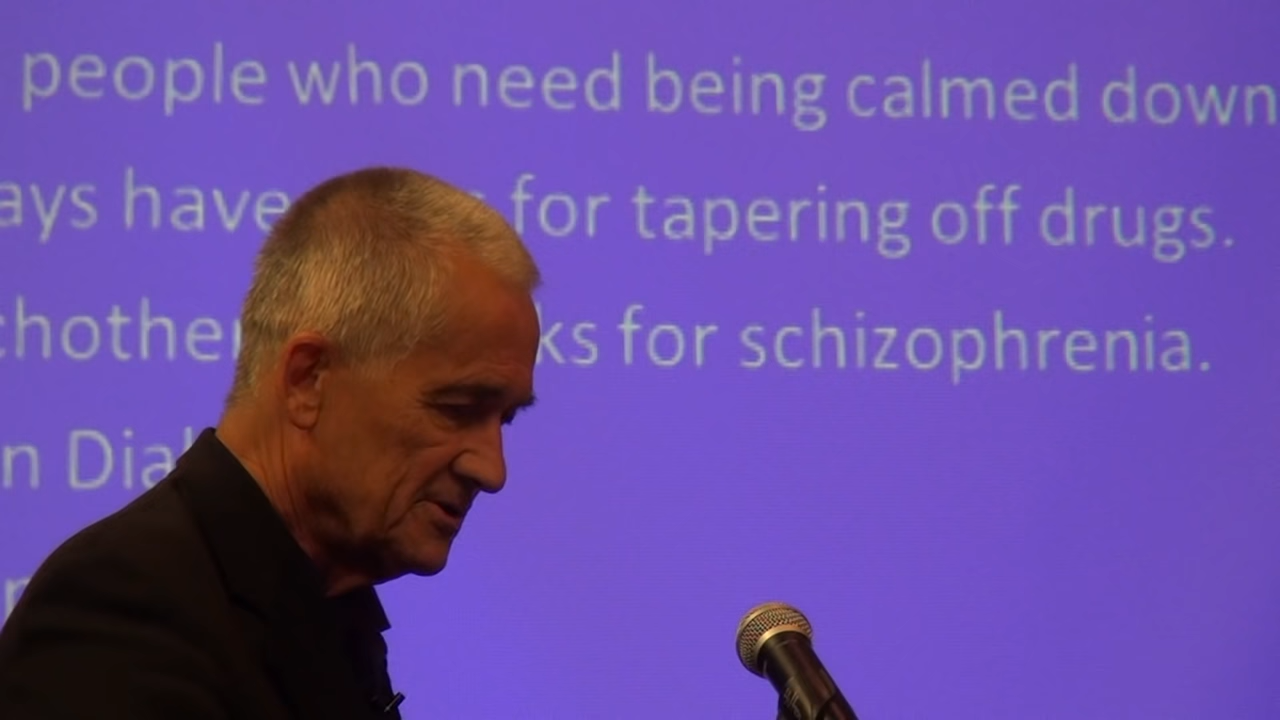 people who need being calmed down
ays have for tapering off drugs.
chother ks for schizophrenia.
n Dial